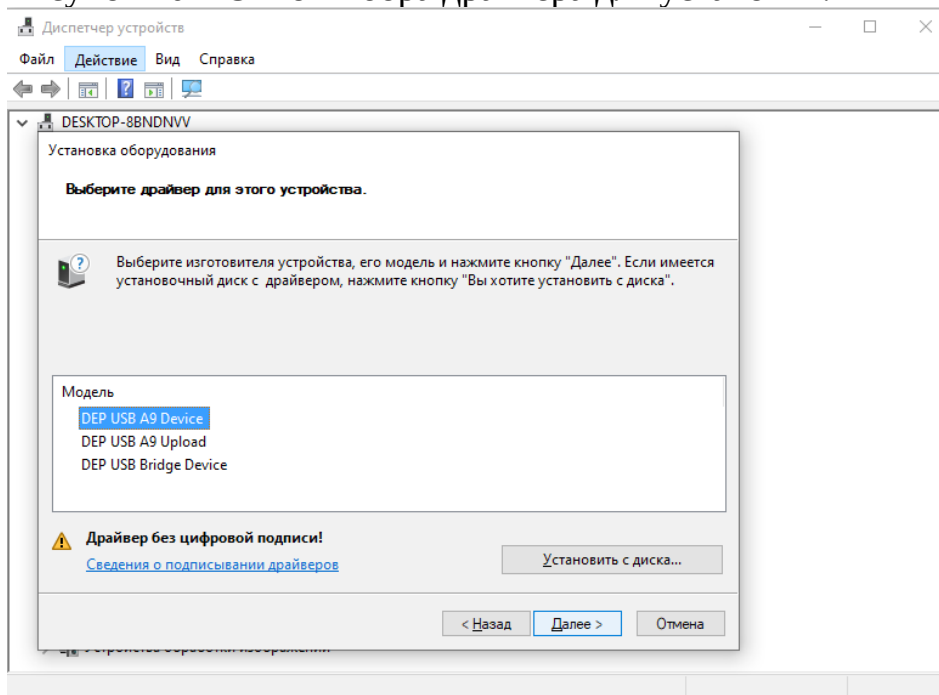 Диспетчер устройств
Файл Действие Вид Справка
DESKTOP-8BNDNVV
Установка оборудования
Выберите драйвер для этого устройства.
Выберите изготовителя устройства, его модель и нажмите кнопку "Далее". Если имеется
установочный диск с драйвером, нажмите кнопку "Вы хотите установить с диска".
Модель
DEP USB A9 Device
DEP USB A9 Upload
DEP USB Bridge Device
Драйвер без цифровой подписи!
Сведения о подписывании драйверов
Установить с диска...
< Назад Далее > Отмена